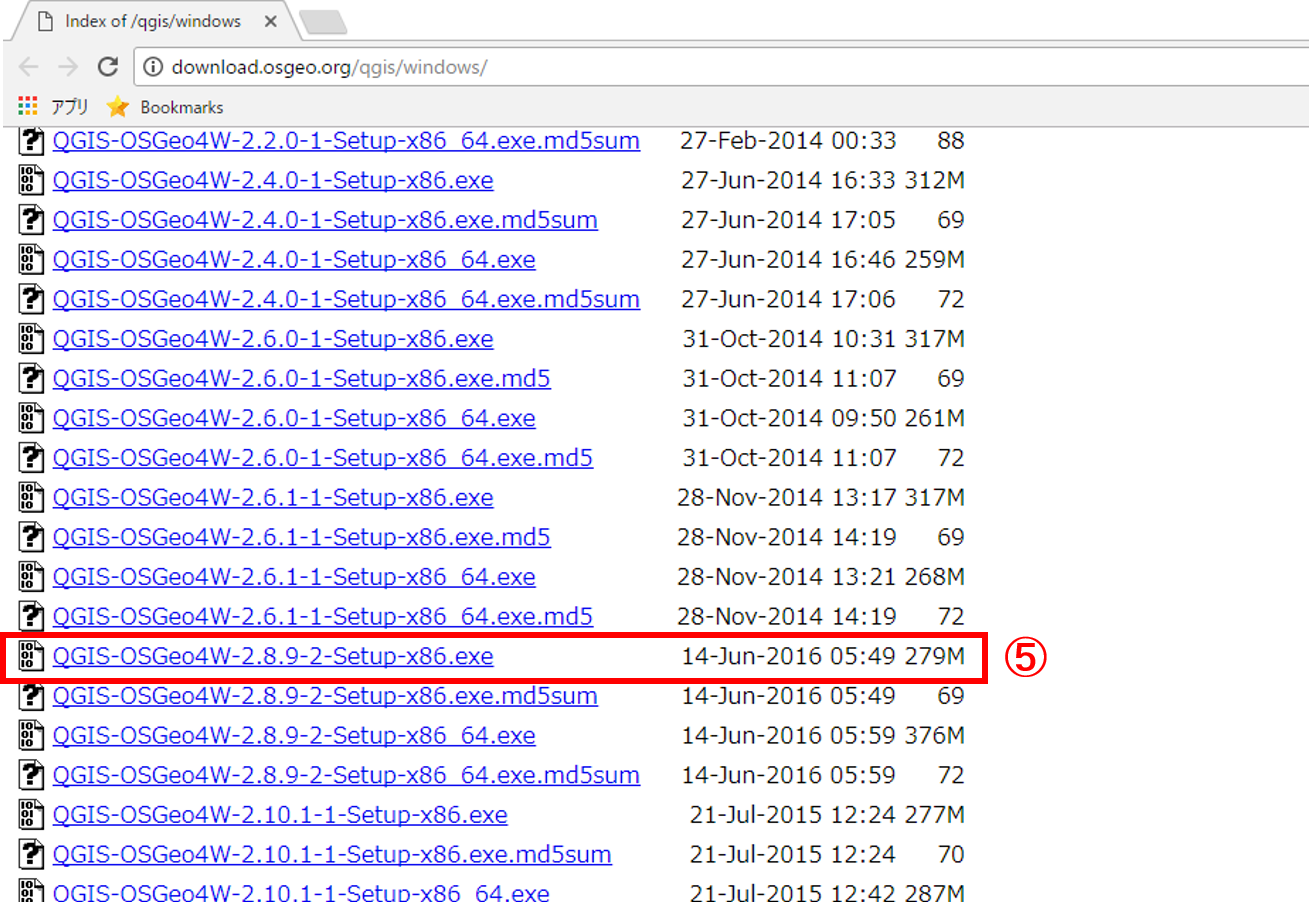 Index of /qgis/windows
download.osgeo.org/qgis/windows/
アプリ Bookmarks
QGIS-OSGeo4W-2.2.0-1-Setup-x86_64.exe.md5sum 27-Feb-2014 00:33 88
QGIS-OSGeo4W-2.4.0-1-Setup-x86.exe 27-Jun-2014 16:33 312M
QGIS-OSGeo4W-2.4.0-1-Setup-x86.exe.md5sum 27-Jun-2014 17:05 69
QGIS-OSGeo4W-2.4.0-1-Setup-x86_64.exe 27-Jun-2014 16:46 259M
QGIS-OSGeo4W-2.4.0-1-Setup-x86_64.exe.md5sum 27-Jun-2014 17:06 72
QGIS-OSGeo4W-2.6.0-1-Setup-x86.exe 31-Oct-2014 10:31 317M
QGIS-OSGeo4W-2.6.0-1-Setup-x86.exe.md5 31-Oct-2014 11:07 69
QGIS-OSGeo4W-2.6.0-1-Setup-x86_64.exe 31-Oct-2014 09:50 261M
QGIS-OSGeo4W-2.6.0-1-Setup-x86_64.exe.md5 31-Oct-2014 11:07 72
QGIS-OSGeo4W-2.6.1-1-Setup-x86.exe 28-Nov-2014 13:17 317M
QGIS-OSGeo4W-2.6.1-1-Setup-x86.exe.md5 28-Nov-2014 14:19 69
QGIS-OSGeo4W-2.6.1-1-Setup-x86_64.exe 28-Nov-2014 13:21 268M
QGIS-OSGeo4W-2.6.1-1-Setup-x86_64.exe.md5 28-Nov-2014 14:19 72
QGIS-OSGeo4W-2.8.9-2-Setup-x86.exe 14-Jun-2016 05:49 279M ⑤
QGIS-OSGeo4W-2.8.9-2-Setup-x86.exe.md5sum 14-Jun-2016 05:49 69
QGIS-OSGeo4W-2.8.9-2-Setup-x86_64.exe 14-Jun-2016 05:59 376M
QGIS-OSGeo4W-2.8.9-2-Setup-x86_64.exe.md5sum 14-Jun-2016 05:59 72
QGIS-OSGeo4W-2.10.1-1-Setup-x86.exe 21-Jul-2015 12:24 277M
QGIS-OSGeo4W-2.10.1-1-Setup-x86.exe.md5sum 21-Jul-2015 12:24 70
QGIS-OSGeo4W-2.10.1-1-Setup-x86_64.exe 21-Jul-2015 12:42 287M